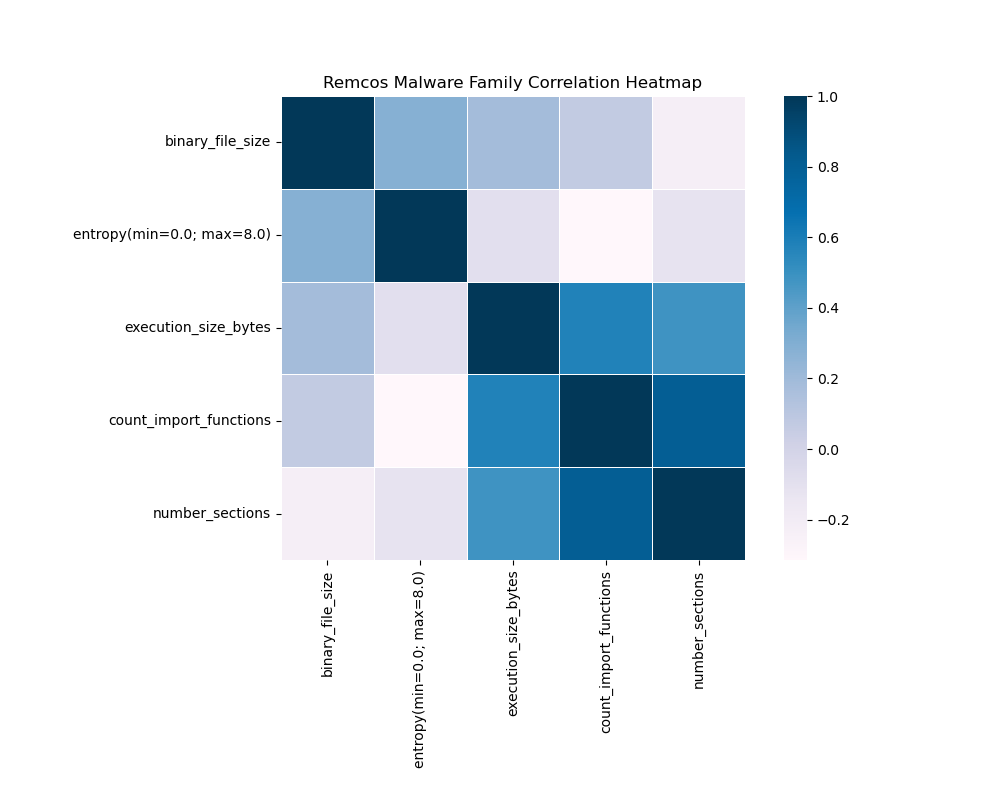 Remcos Malware Family Correlation Heatmap
binary_file_size
entropy(min=0.0; max=8.0)
execution_size_bytes
count_import_functions
number_sections
binary_file_size
entropy(min=0.0; max=8.0)
execution_size_bytes
count_import_functions
number_sections
1.0
0.8
0.6
0.4
0.2
0.0
−0.2